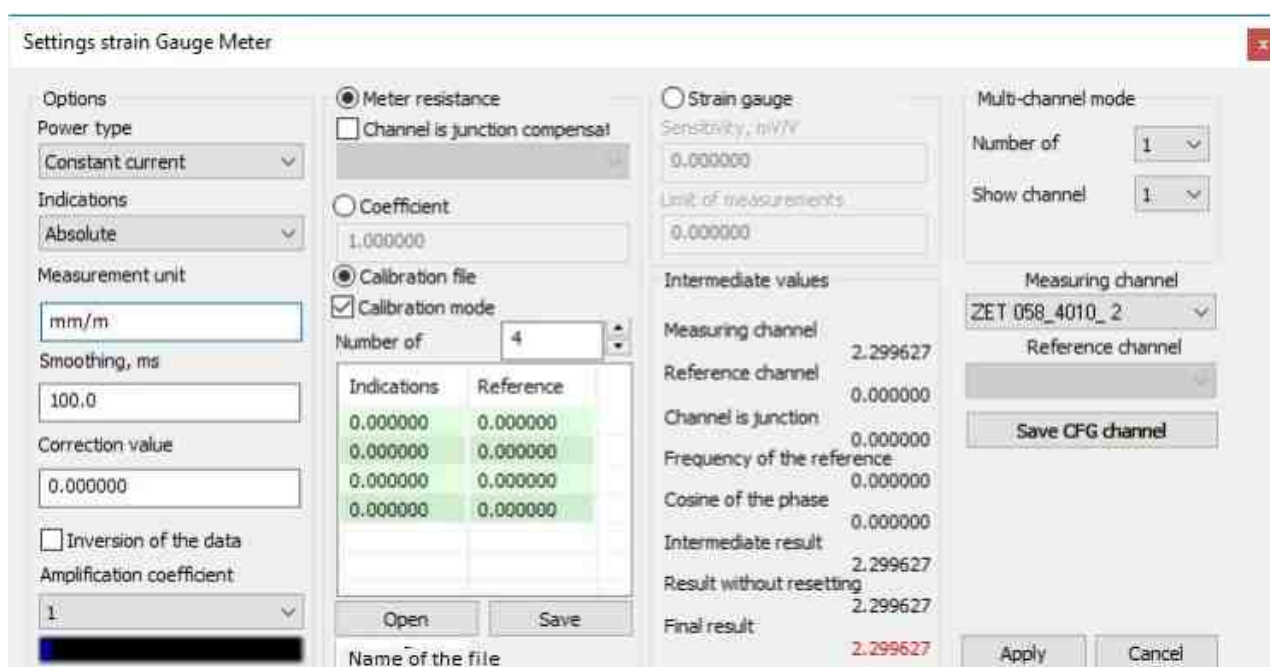 Settings strain Gauge Meter
x
Options
Power type
Constant current
Indications
Absolute
Measurement unit
mm/m
Smoothing, ms
100.0
Correction value
0.000000
Inversion of the data
Amplification coefficient
1
Meter resistance
Channel is junction compensat
Coefficient
1.000000
Calibration file
Calibration mode
Number of
4
Indications Reference
0.000000 0.000000
0.000000 0.000000
0.000000 0.000000
0.000000 0.000000
Open Save
Name of the file
Strain gauge
Sensitivity, mV/V
0.000000
Limit of measurements
0.000000
Intermediate values
Measuring channel
2.299627
Reference channel
0.000000
Channel is junction
0.000000
Frequency of the reference
0.000000
Cosine of the phase
0.000000
Intermediate result
2.299627
Result without resetting
2.299627
Final result
2.299627
Multi-channel mode
Number of 1
Show channel 1
Measuring channel
ZET 058_4010_ 2
Reference channel
Save CFG channel
Apply Cancel